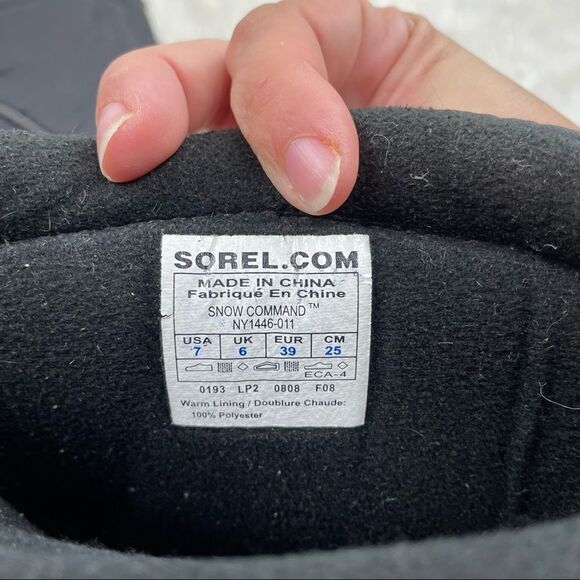 SOREL.COM
MADE IN CHINA
Fabriqué En Chine
SNOW COMMAND™
NY1446-011
USA UK EUR CM
7 6 39 25
ECA-4
0193 LP2 0808 F08
Warm Lining / Doublure Chaude:
100% Polyester